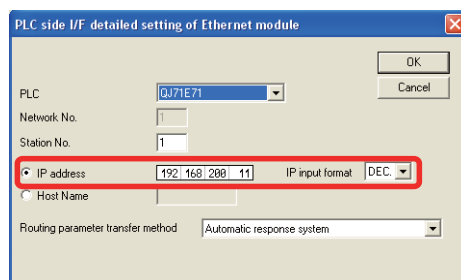 PLC side I/F detailed setting of Ethernet module
OK
PLC QJ71E71 Cancel
Network No. 1
Station No. 1
IP address 192 168 200 11 IP input format DEC.
Host Name
Routing parameter transfer method Automatic response system